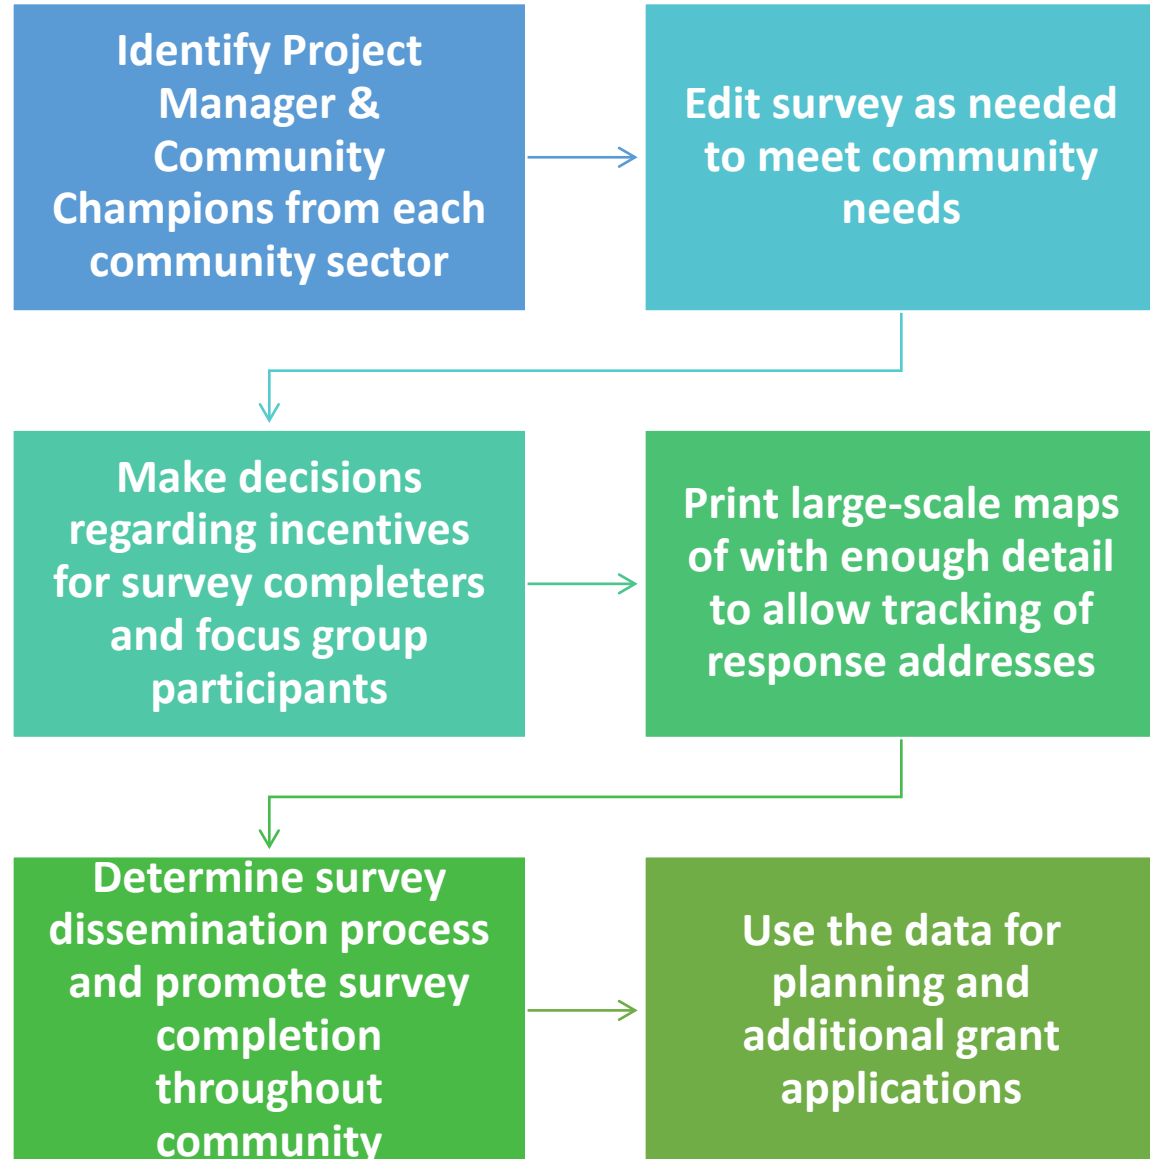 Identify Project
Manager &
Community
Champions from each
community sector
Edit survey as needed
to meet community
needs
Make decisions
regarding incentives
for survey completers
and focus group
participants
Print large-scale maps
of with enough detail
to allow tracking of
response addresses
Determine survey
dissemination process
and promote survey
completion
throughout
community
Use the data for
planning and
additional grant
applications